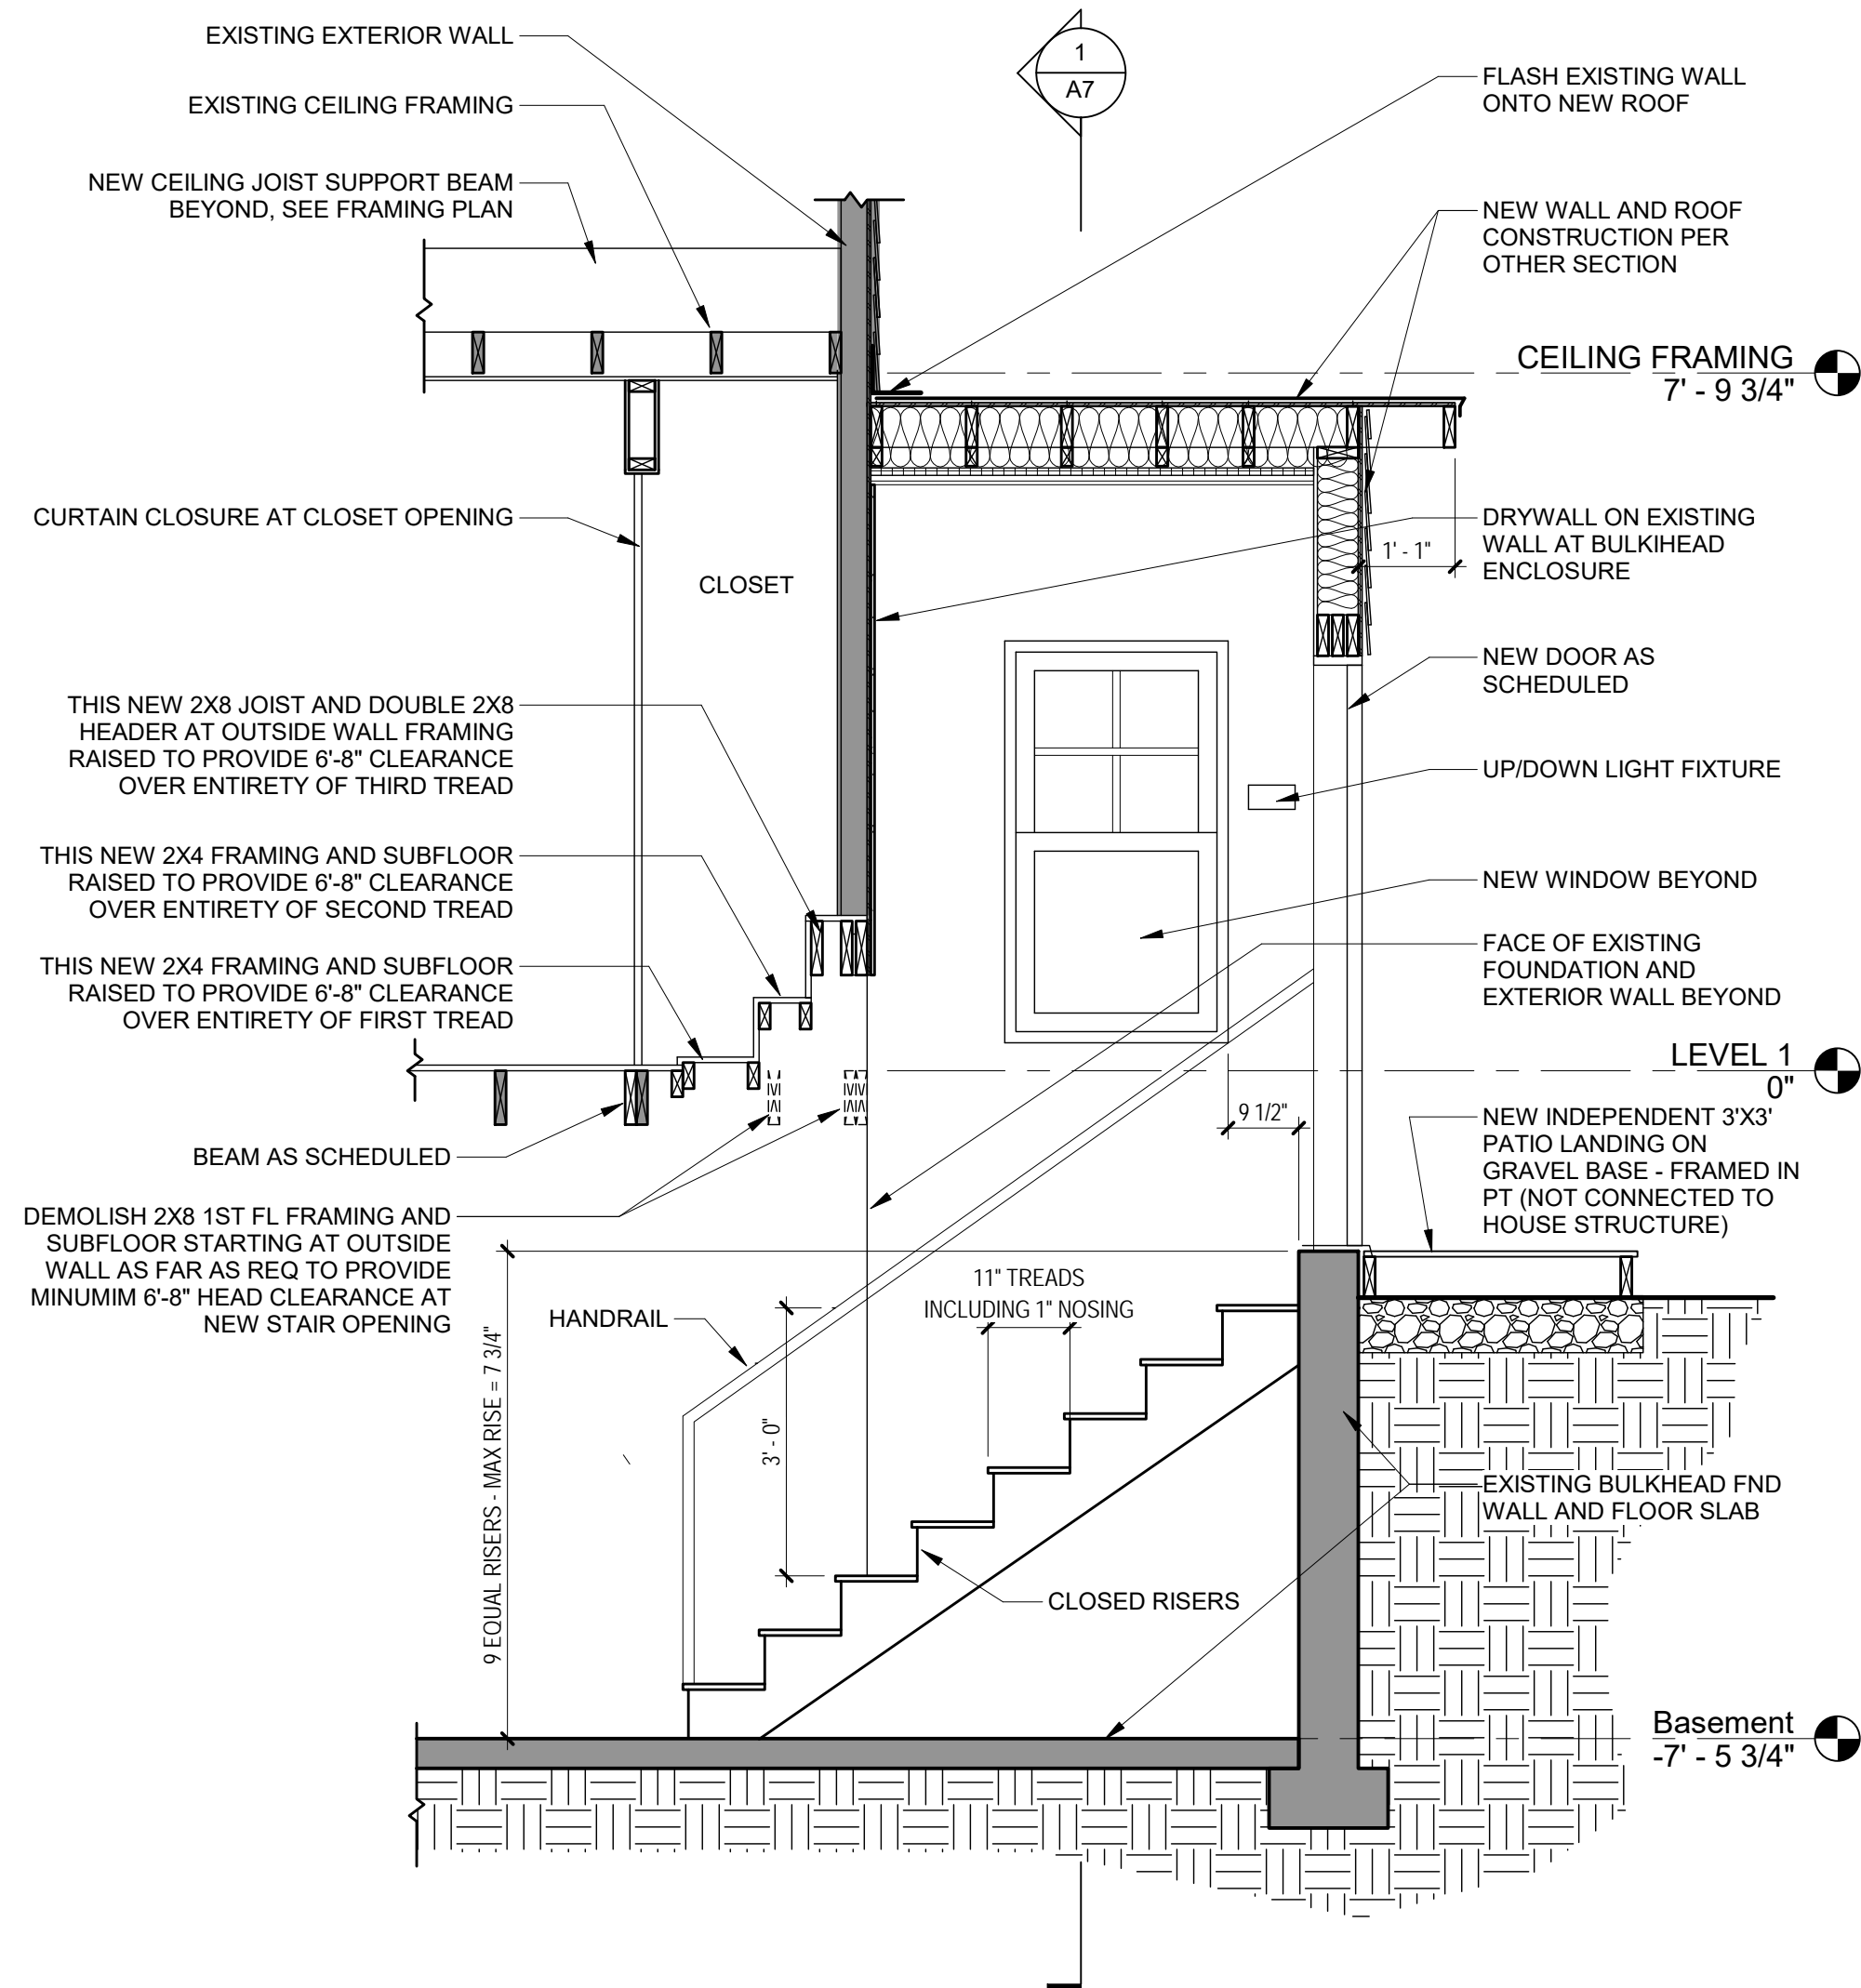 EXISTING EXTERIOR WALL
EXISTING CEILING FRAMING
NEW CEILING JOIST SUPPORT BEAM
BEYOND, SEE FRAMING PLAN
CURTAIN CLOSURE AT CLOSET OPENING
CLOSET
THIS NEW 2X8 JOIST AND DOUBLE 2X8
HEADER AT OUTSIDE WALL FRAMING
RAISED TO PROVIDE 6'-8" CLEARANCE
OVER ENTIRETY OF THIRD TREAD
THIS NEW 2X4 FRAMING AND SUBFLOOR
RAISED TO PROVIDE 6'-8" CLEARANCE
OVER ENTIRETY OF SECOND TREAD
THIS NEW 2X4 FRAMING AND SUBFLOOR
RAISED TO PROVIDE 6'-8" CLEARANCE
OVER ENTIRETY OF FIRST TREAD
BEAM AS SCHEDULED
DEMOLISH 2X8 1ST FL FRAMING AND
SUBFLOOR STARTING AT OUTSIDE
WALL AS FAR AS REQ TO PROVIDE
MINUMIM 6'-8" HEAD CLEARANCE AT
NEW STAIR OPENING
9 EQUAL RISERS - MAX RISE = 7 3/4"
HANDRAIL
3' - 0"
11" TREADS
INCLUDING 1" NOSING
CLOSED RISERS
1
A7
FLASH EXISTING WALL
ONTO NEW ROOF
NEW WALL AND ROOF
CONSTRUCTION PER
OTHER SECTION
CEILING FRAMING
7' - 9 3/4"
DRYWALL ON EXISTING
WALL AT BULKIHEAD
ENCLOSURE
1' - 1"
NEW DOOR AS
SCHEDULED
UP/DOWN LIGHT FIXTURE
NEW WINDOW BEYOND
FACE OF EXISTING
FOUNDATION AND
EXTERIOR WALL BEYOND
LEVEL 1
0"
9 1/2"
NEW INDEPENDENT 3'X3'
PATIO LANDING ON
GRAVEL BASE - FRAMED IN
PT (NOT CONNECTED TO
HOUSE STRUCTURE)
EXISTING BULKHEAD FND
WALL AND FLOOR SLAB
Basement
-7' - 5 3/4"